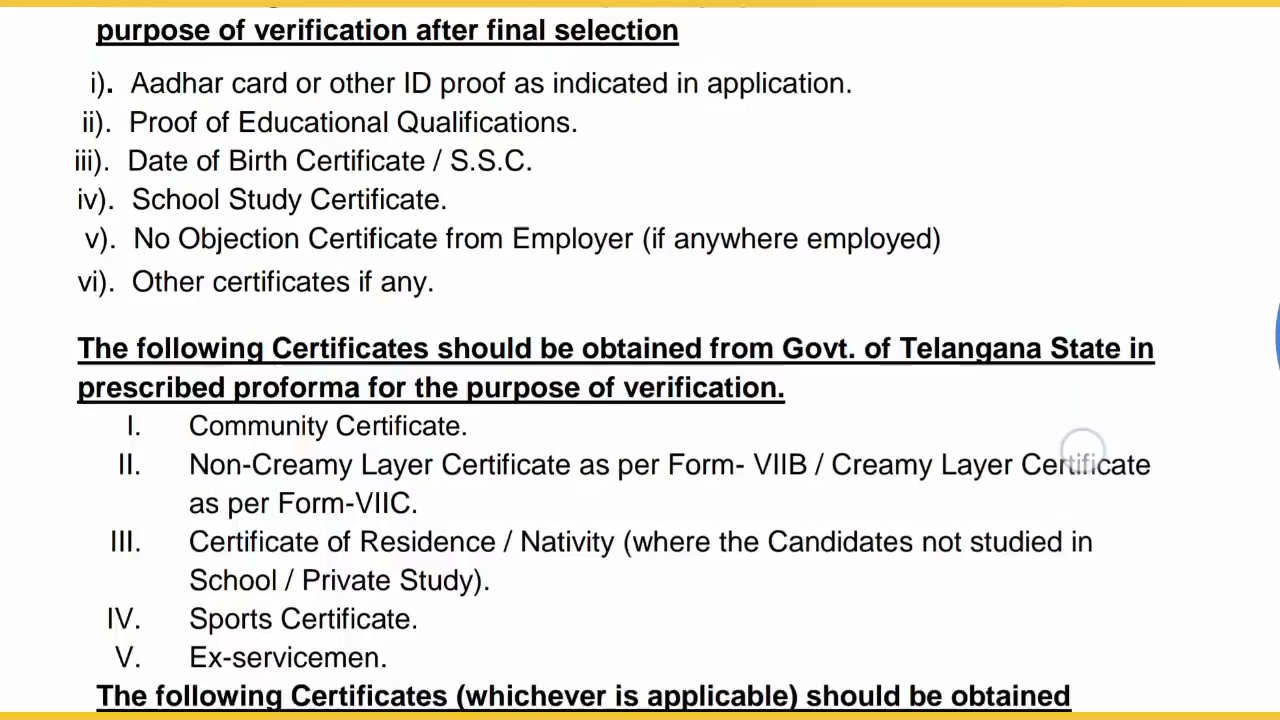 purpose of verification after final selection
i). Aadhar card or other ID proof as indicated in application.
ii). Proof of Educational Qualifications.
iii). Date of Birth Certificate / S.S.C.
iv). School Study Certificate.
v). No Objection Certificate from Employer (if anywhere employed)
vi). Other certificates if any.
The following Certificates should be obtained from Govt. of Telangana State in
prescribed proforma for the purpose of verification.
I. Community Certificate.
II. Non-Creamy Layer Certificate as per Form- VIIB / Creamy Layer Certificate
as per Form-VIIC.
III. Certificate of Residence / Nativity (where the Candidates not studied in
School / Private Study).
IV. Sports Certificate.
V. Ex-servicemen.
The following Certificates (whichever is applicable) should be obtained